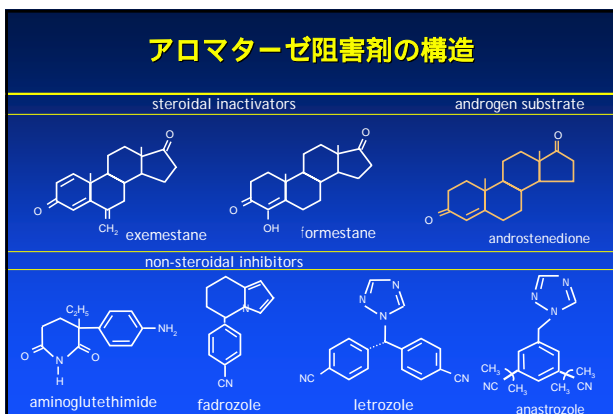 アロマターゼ阻害剤の構造
steroidal inactivators androgen substrate
O O O
O CH₂ O OH O
exemestane formestane androstenedione
non-steroidal inhibitors
C₂H₅ NH₂ O N O H
N CN
N N N NC CN
N N N CH₃ NC CH₃ CH₃ CH₃ CN
aminoglutethimide fadrozole letrozole anastrozole